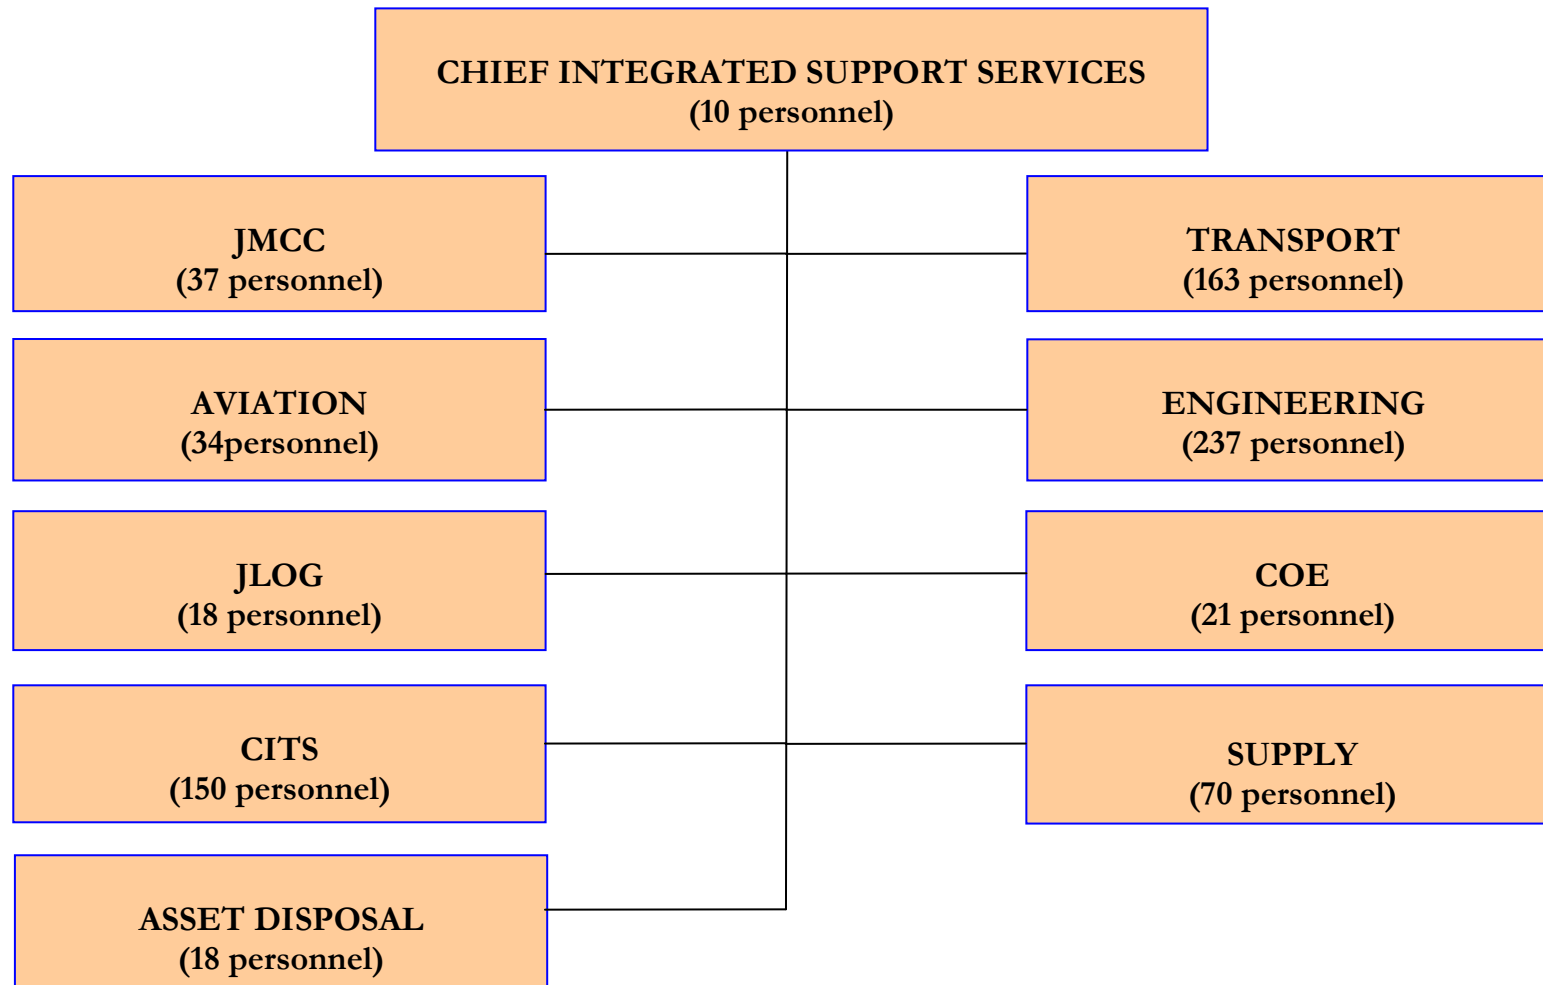 CHIEF INTEGRATED SUPPORT SERVICES
(10 personnel)
JMCC
(37 personnel)
TRANSPORT
(163 personnel)
AVIATION
(34personnel)
ENGINEERING
(237 personnel)
JLOG
(18 personnel)
COE
(21 personnel)
CITS
(150 personnel)
SUPPLY
(70 personnel)
ASSET DISPOSAL
(18 personnel)